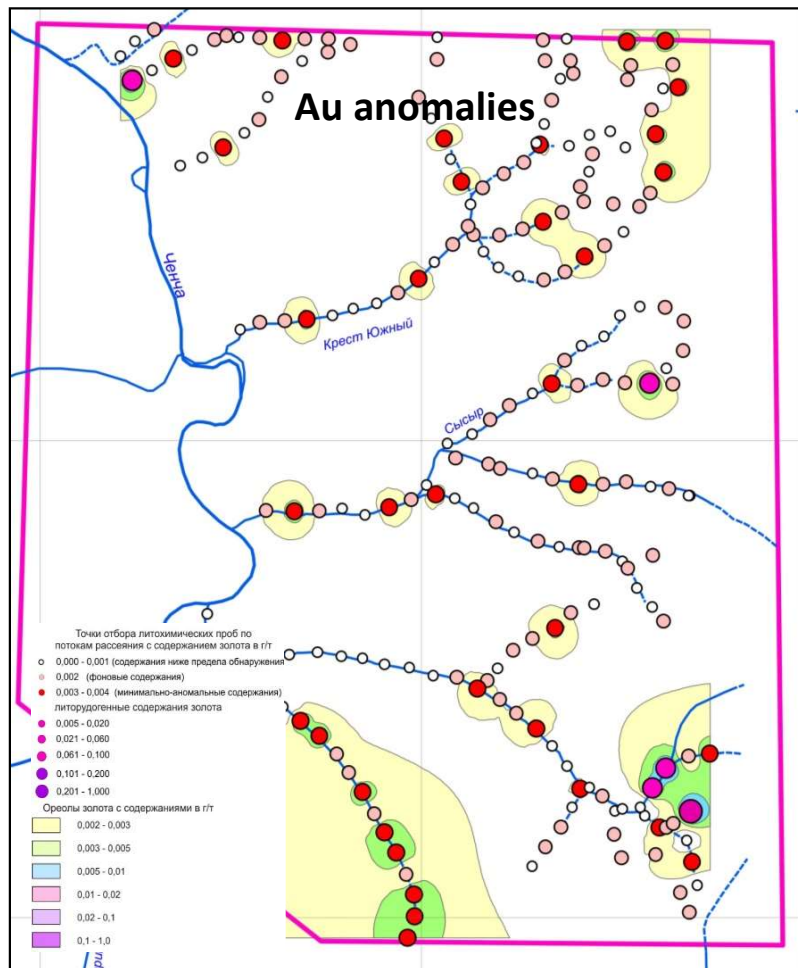 Au anomalies
Ченча
Крест Южный
Сысыр
Точки отбора литохимических проб по
потокам рассеяния с содержанием золота в г/т
0,000 - 0,001 (содержания ниже предела обнаружения
0,002 (фоновые содержания)
0,003 - 0,004 (минимально-аномальные содержания)
литорудогенные содержания золота
0,005 - 0,020
0,021 - 0,060
0,061 - 0,100
0,101 - 0,200
0,201 - 1,000
Ореолы золота с содержаниями в г/т
0,002 - 0,003
0,003 - 0,005
0,005 - 0,01
0,01 - 0,02
0,02 - 0,1
0,1 - 1,0